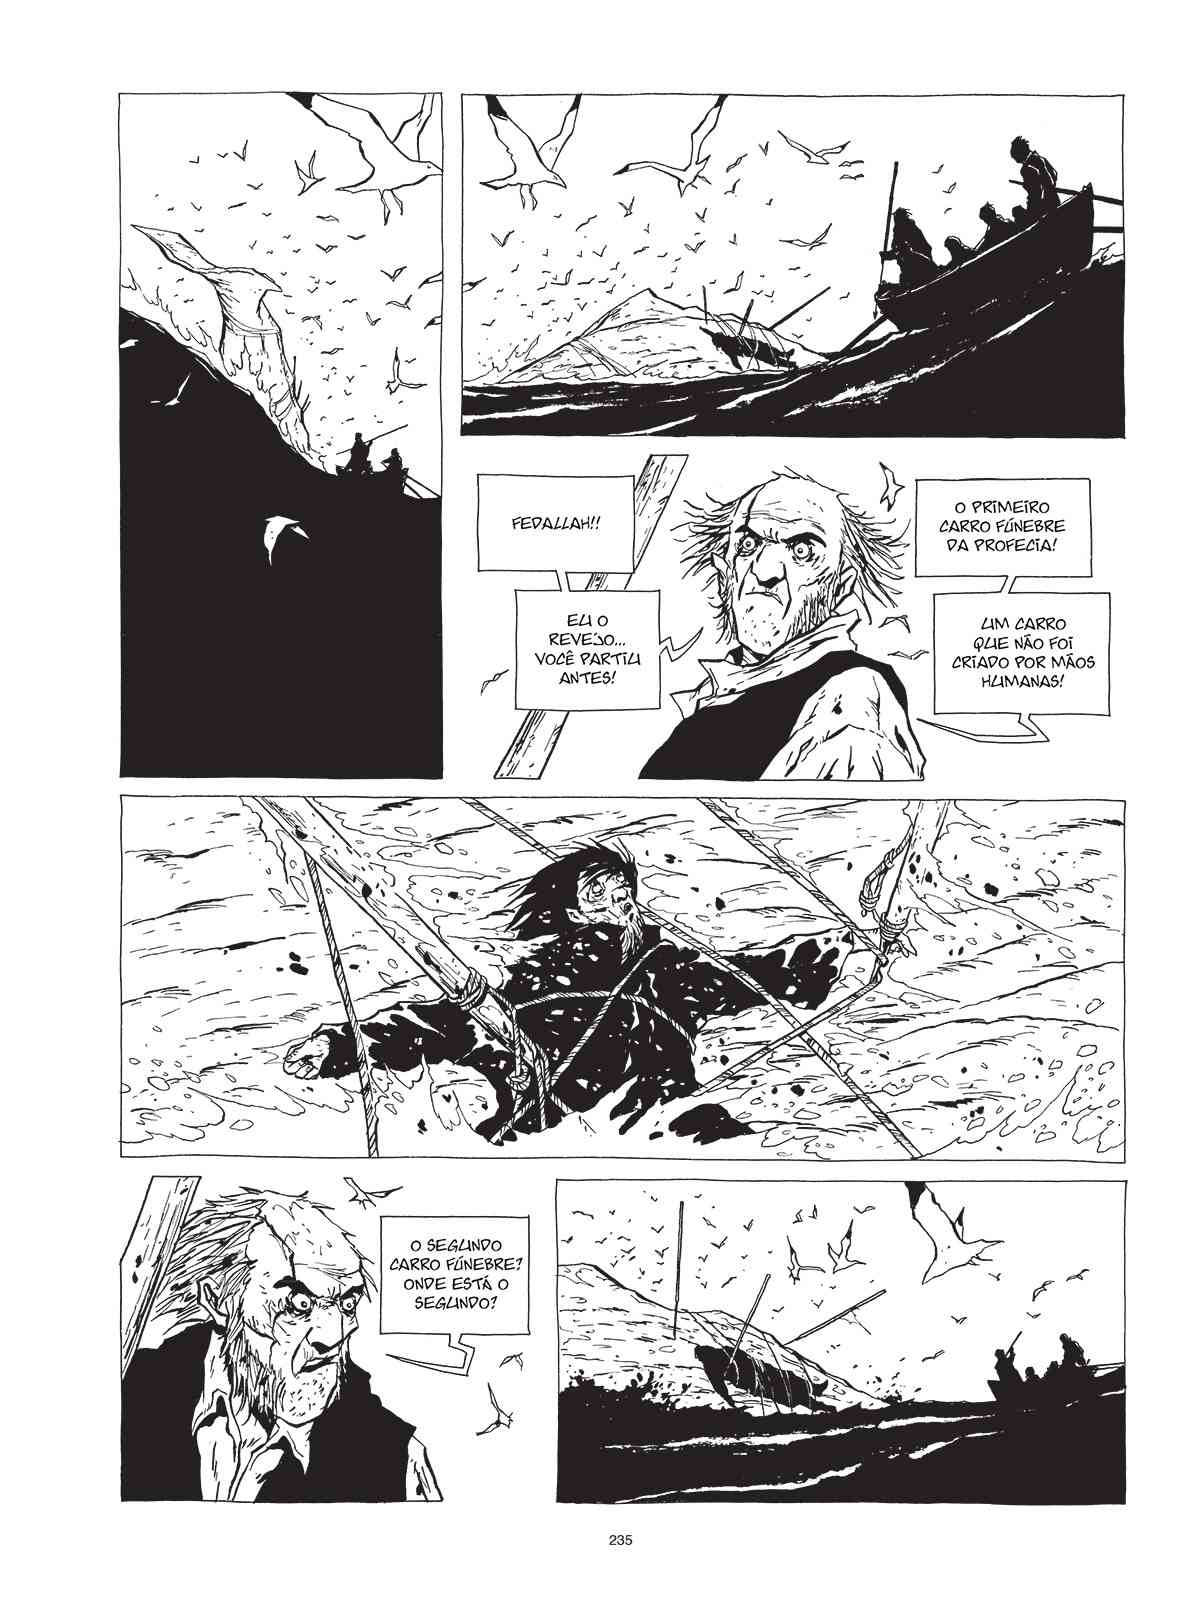 FEDALLAH!!
EU O
REVEJO...
VOCÊ PARTIU
ANTES!
O PRIMEIRO
CARRO FÚNEBRE
DA PROFECIA!
UM CARRO
QUE NÃO FOI
CRIADO POR MÃOS
HUMANAS!
O SEGUNDO
CARRO FÚNEBRE?
ONDE ESTÁ O
SEGUNDO?
235